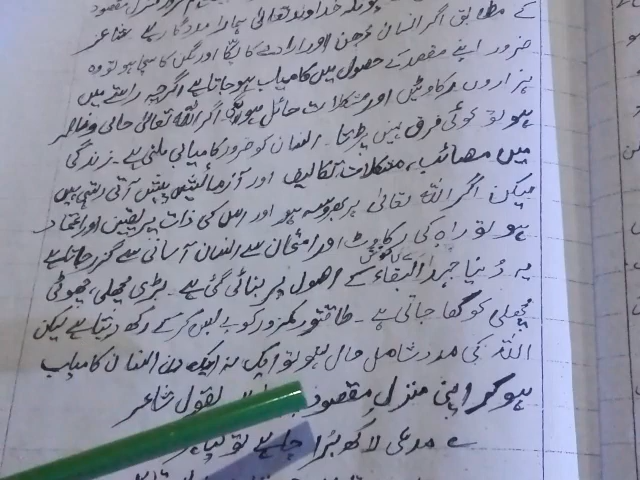 کے مطابق اگر انسان دُھن اور ارادے کا پکّا اور لگن کا سچا ہو تو وہ
ضرور اپنے مقصد کے حصول میں کامیاب ہو جاتا ہے اگرچہ راستے میں
ہزاروں رکاوٹیں اور مشکلات حائل ہوں اگر اللہ تعالیٰ حامی و ناصر
ہو تو کوئی فرق نہیں پڑتا۔ انسان کو ضرور کامیابی ملتی ہے۔ زندگی
میں مصائب، مشکلات، تکالیف اور آزمائشیں پیش آتی رہتی ہیں
لیکن اگر اللہ تعالیٰ پر بھروسہ ہو اور اس کی ذات پر یقین اور اعتماد
ہو تو راہ کی رکاوٹ اور امتحان سے انسان آسانی سے گزر جاتا ہے
یہ دُنیا جہد البقاء کے اصول پر بنائی گئی ہے۔ بڑی مچھلی، چھوٹی
مچھلی کو کھا جاتی ہے۔ طاقتور کمزور کو بے بس کر کے رکھ دیتا ہے لیکن
اللہ کی مدد شامل حال ہو تو ایک نہ ایک دن انسان کامیاب
ہو کر اپنی منزلِ مقصود بقول شاعر
مدعی لاکھ بُرا چاہے تو کیا